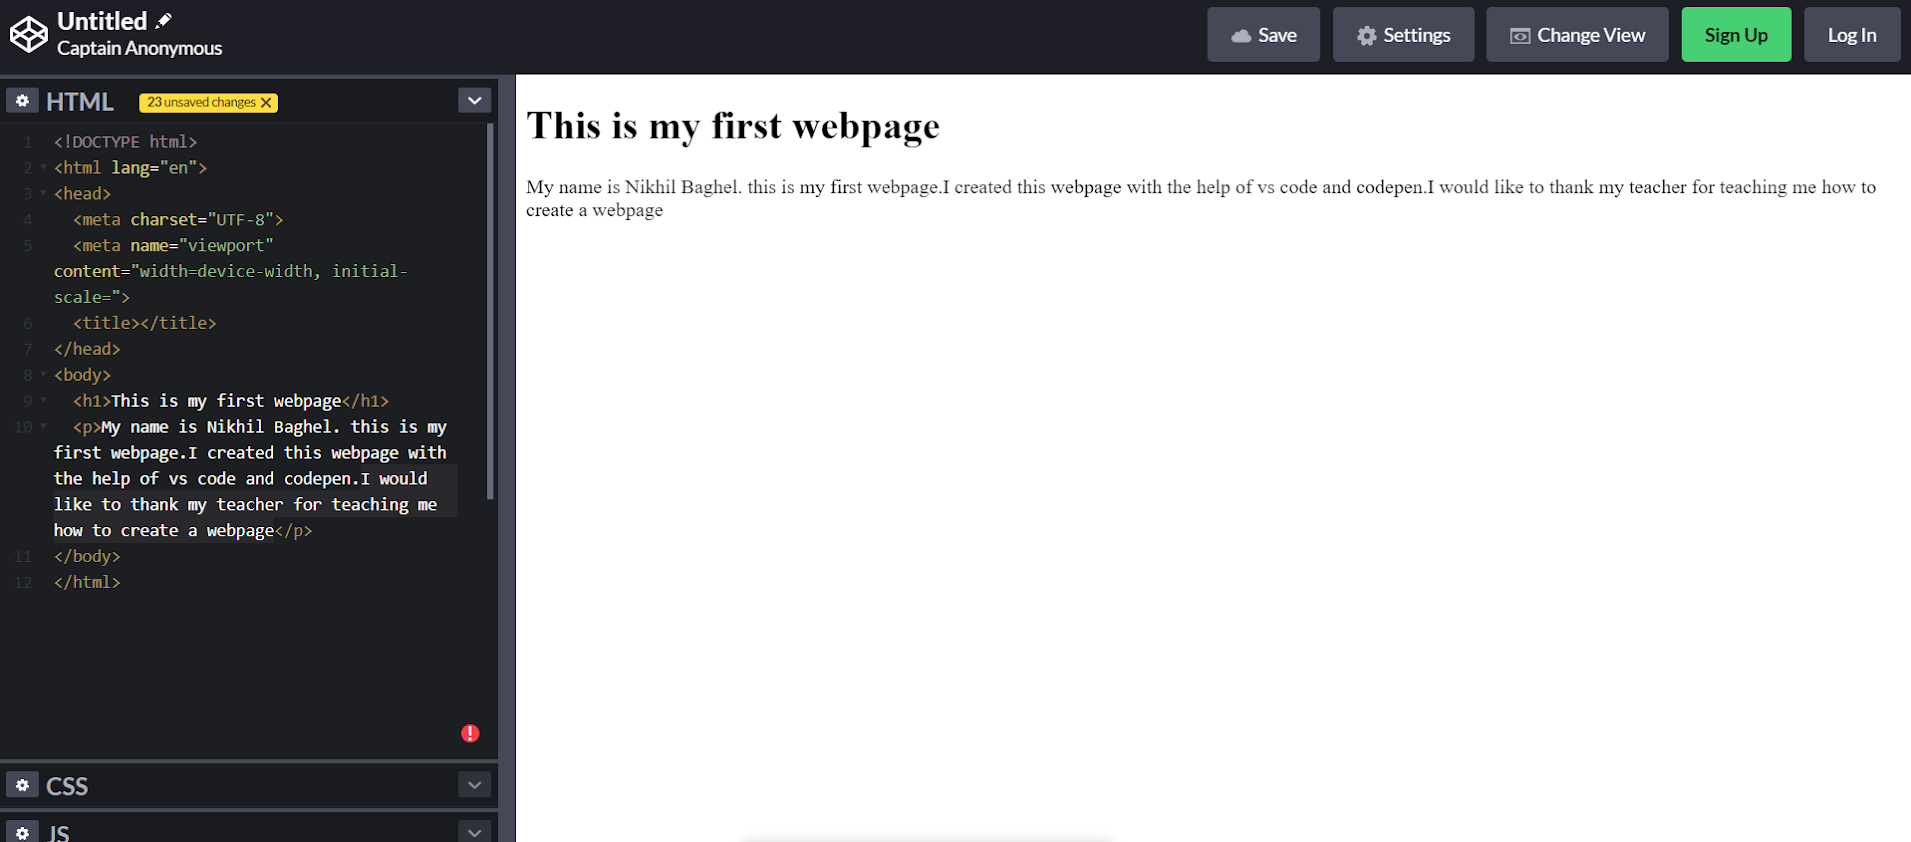 Untitled
Captain Anonymous
Save
Settings
Change View
Sign Up
Log In
HTML
23 unsaved changes
1 <!DOCTYPE html>
2 <html lang="en">
3 <head>
4 <meta charset="UTF-8">
5 <meta name="viewport"
content="width=device-width, initial-
scale=">
6 <title></title>
7 </head>
8 <body>
9 <h1>This is my first webpage</h1>
10 <p>My name is Nikhil Baghel. this is my
first webpage.I created this webpage with
the help of vs code and codepen.I would
like to thank my teacher for teaching me
how to create a webpage</p>
11 </body>
12 </html>
CSS
JS
This is my first webpage
My name is Nikhil Baghel. this is my first webpage.I created this webpage with the help of vs code and codepen.I would like to thank my teacher for teaching me how to
create a webpage